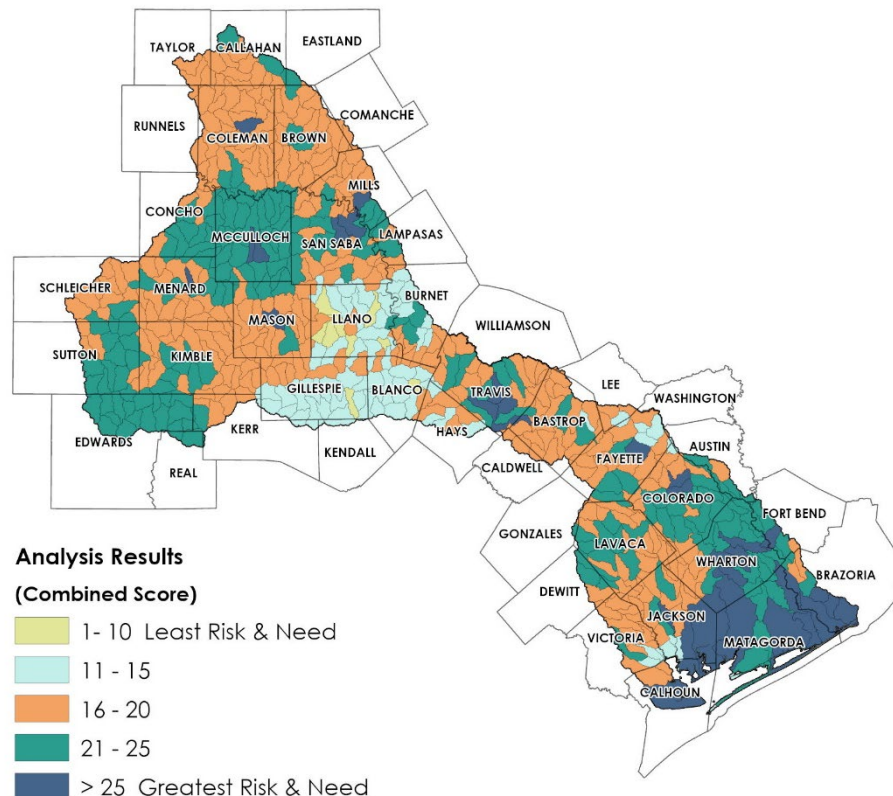 TAYLOR
CALLAHAN
EASTLAND
RUNNELS
COLEMAN
BROWN
COMANCHE
MILLS
CONCHO
MCCULLOCH
SAN SABA
LAMPASAS
SCHLEICHER
MENARD
MASON
LLANO
BURNET
WILLIAMSON
SUTTON
KIMBLE
GILLESPIE
BLANCO
TRAVIS
LEE
WASHINGTON
EDWARDS
REAL
KERR
KENDALL
HAYS
BASTROP
CALDWELL
FAYETTE
AUSTIN
GONZALES
COLORADO
FORT BEND
LAVACA
WHARTON
BRAZORIA
DEWITT
JACKSON
MATAGORDA
VICTORIA
CALHOUN
Analysis Results
(Combined Score)
1- 10 Least Risk & Need
11 - 15
16 - 20
21 - 25
> 25 Greatest Risk & Need